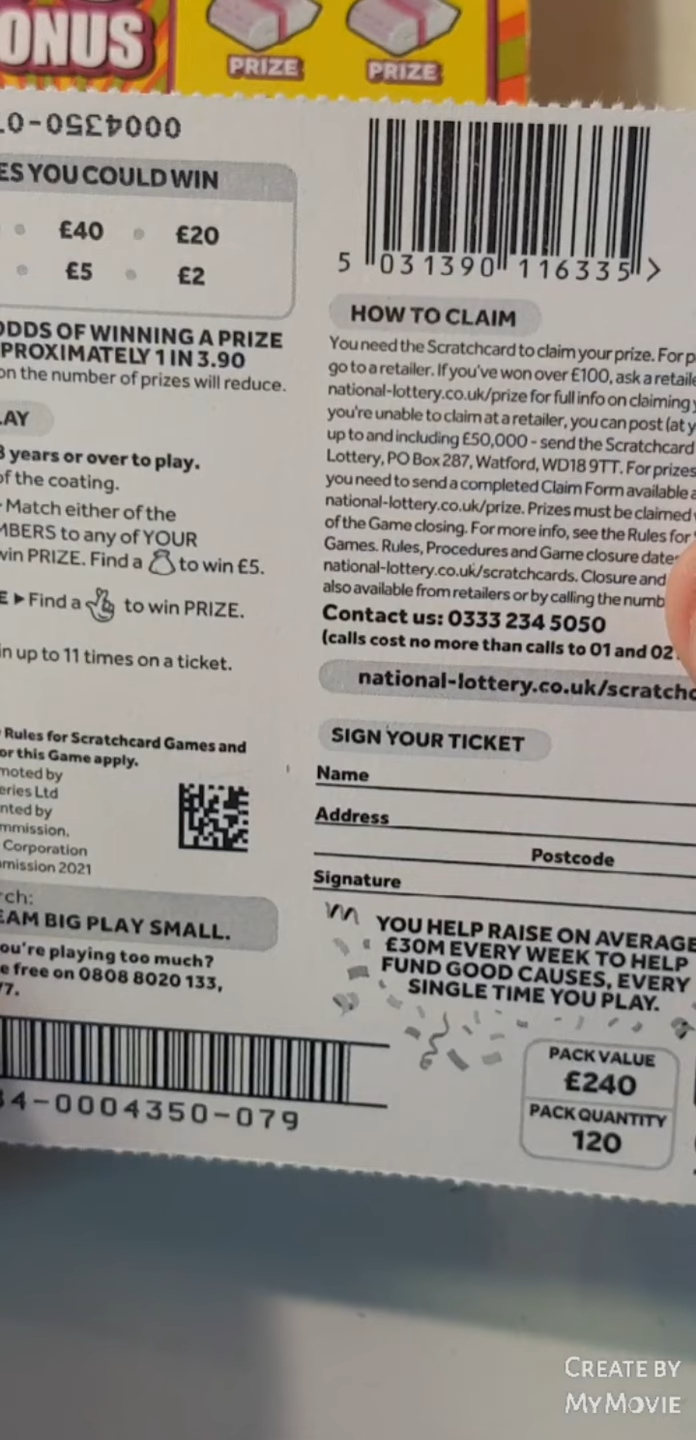 ONUS
PRIZE PRIZE
0004350-0
ES YOU COULD WIN
£40 £20
£5 £2
ODDS OF WINNING A PRIZE
PROXIMATELY 1 IN 3.90
on the number of prizes will reduce.
LAY
8 years or over to play.
of the coating.
Match either of the
MBERS to any of YOUR
win PRIZE. Find a to win £5.
E ▸ Find a to win PRIZE.
in up to 11 times on a ticket.
Rules for Scratchcard Games and
or this Game apply.
moted by
eries Ltd
nted by
mmission.
Corporation
mission 2021
rch:
EAM BIG PLAY SMALL.
ou're playing too much?
e free on 0808 8020 133,
7.
34-0004350-079
5 031390 116335 >
HOW TO CLAIM
You need the Scratchcard to claim your prize. For p
go to a retailer. If you've won over £100, ask a retaile
national-lottery.co.uk/prize for full info on claiming y
you're unable to claim at a retailer, you can post (at y
up to and including £50,000 - send the Scratchcard
Lottery, PO Box 287, Watford, WD18 9TT. For prizes
you need to send a completed Claim Form available a
national-lottery.co.uk/prize. Prizes must be claimed
of the Game closing. For more info, see the Rules for
Games. Rules, Procedures and Game closure date
national-lottery.co.uk/scratchcards. Closure and
also available from retailers or by calling the numb
Contact us: 0333 234 5050
(calls cost no more than calls to 01 and 02
national-lottery.co.uk/scratchc
SIGN YOUR TICKET
Name
Address
Postcode
Signature
YOU HELP RAISE ON AVERAGE
£30M EVERY WEEK TO HELP
FUND GOOD CAUSES, EVERY
SINGLE TIME YOU PLAY.
PACK VALUE
£240
PACK QUANTITY
120
CREATE BY
MYMOVIE